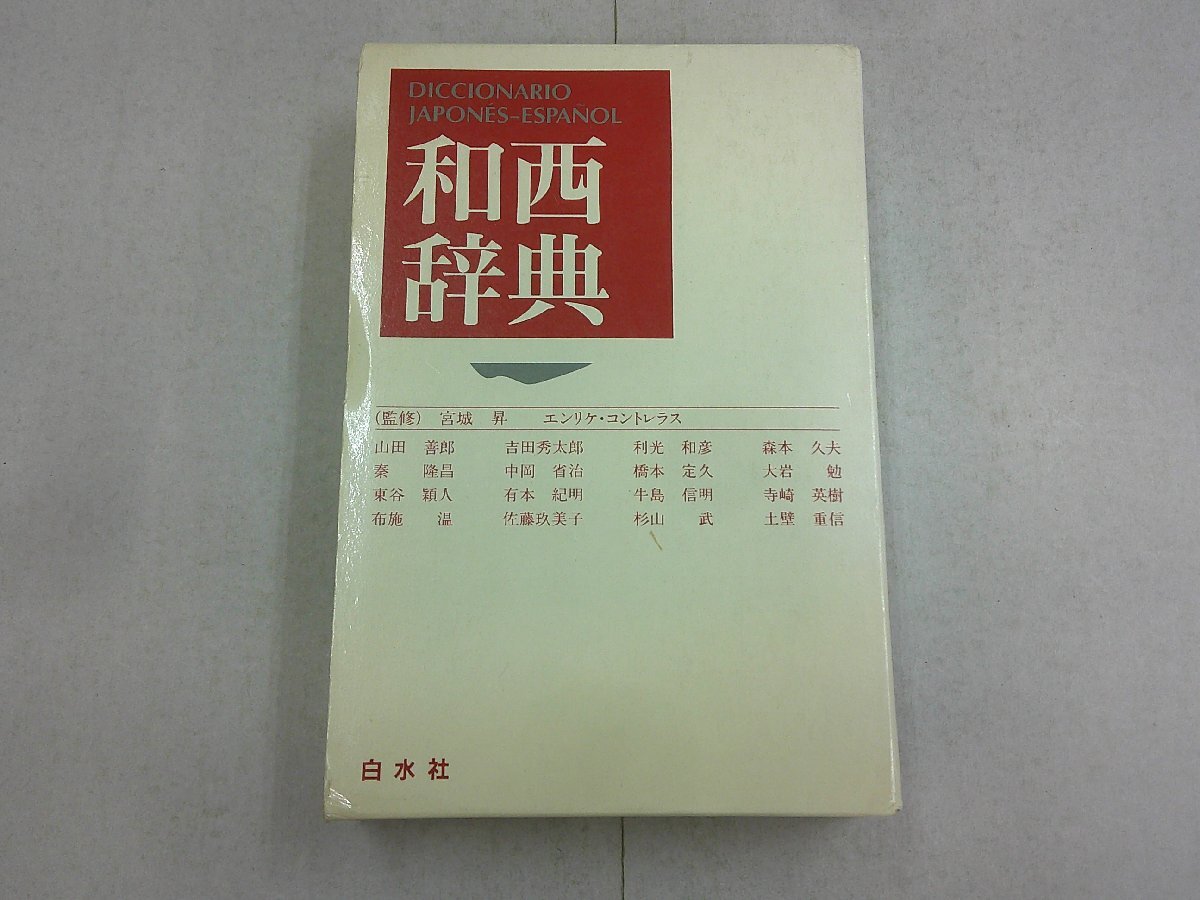 DICCIONARIO
JAPONÉS-ESPAÑOL
和西
辞典
(監修) 宮城 昇 エンリケ・コントレラス
山田 善郎 吉田秀太郎 利光 和彦 森本 久夫
秦 隆昌 中岡 省治 橋本 定久 大岩 勉
東谷 穎人 有本 紀明 牛島 信明 寺崎 英樹
布施 温 佐藤玖美子 杉山 武 土壁 重信
白水社